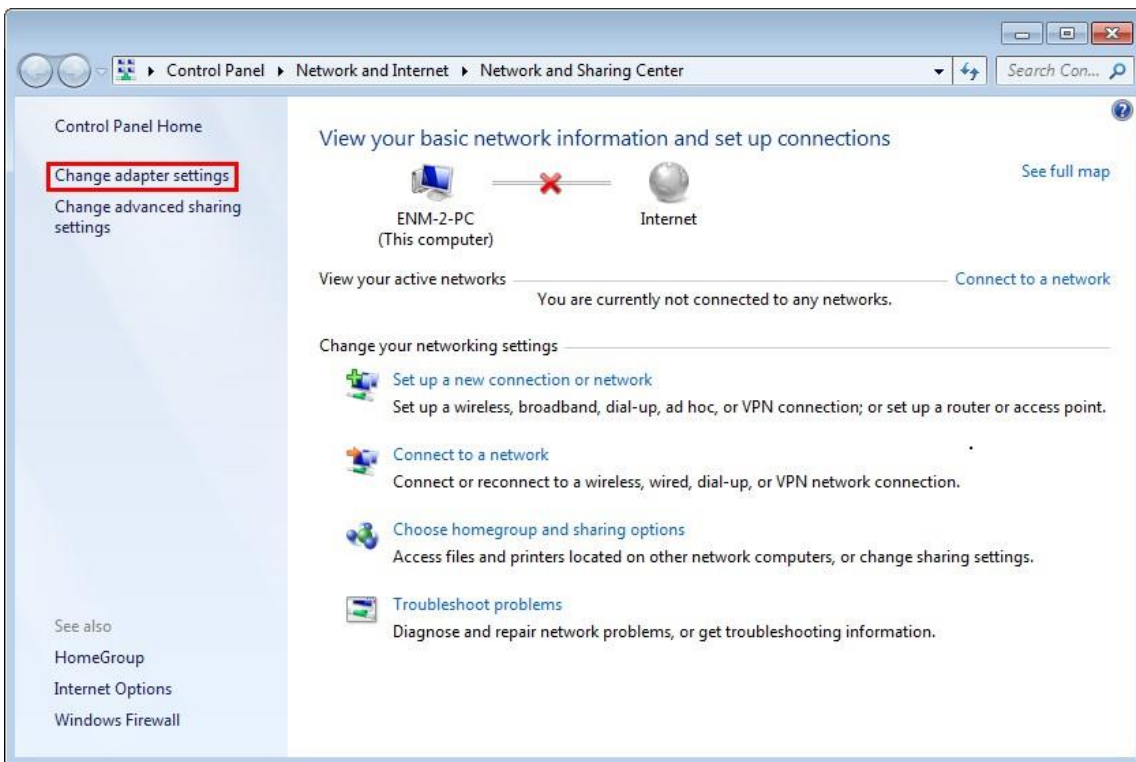 Control Panel ▸ Network and Internet ▸ Network and Sharing Center
Search Con...
Control Panel Home
Change adapter settings
Change advanced sharing
settings
See also
HomeGroup
Internet Options
Windows Firewall
View your basic network information and set up connections
See full map
ENM-2-PC
(This computer)
Internet
View your active networks
Connect to a network
You are currently not connected to any networks.
Change your networking settings
Set up a new connection or network
Set up a wireless, broadband, dial-up, ad hoc, or VPN connection; or set up a router or access point.
Connect to a network
Connect or reconnect to a wireless, wired, dial-up, or VPN network connection.
Choose homegroup and sharing options
Access files and printers located on other network computers, or change sharing settings.
Troubleshoot problems
Diagnose and repair network problems, or get troubleshooting information.